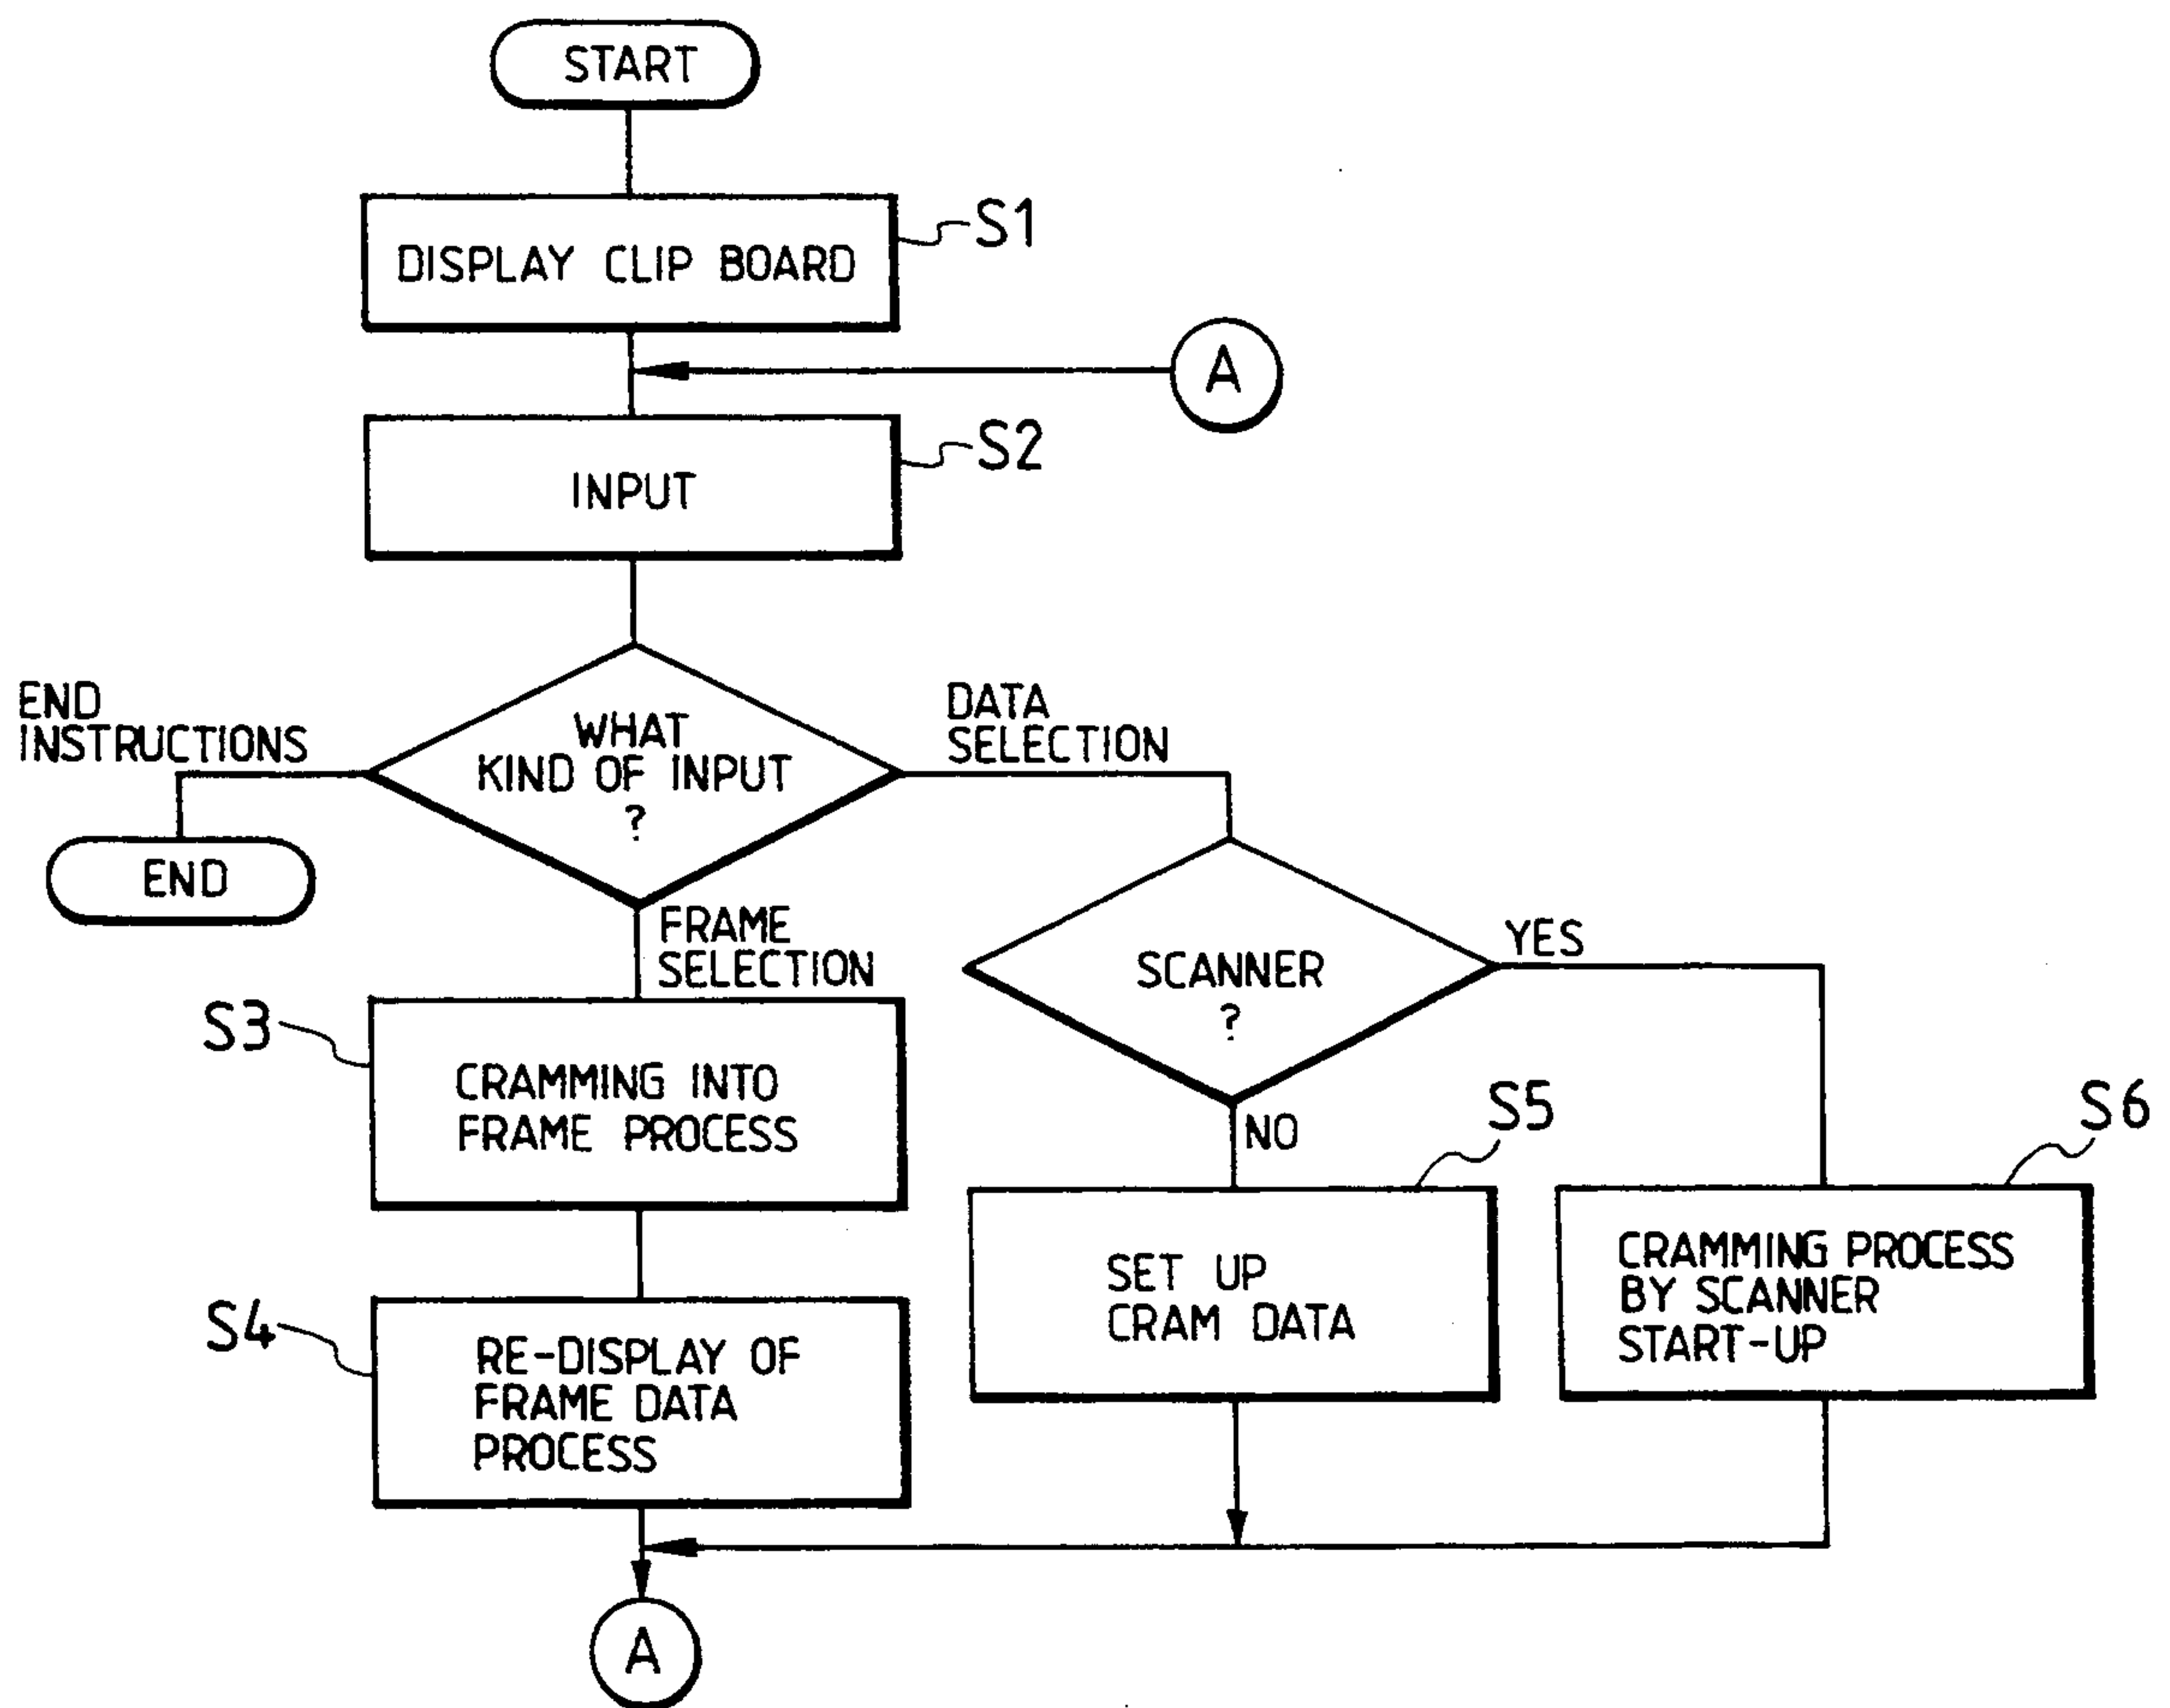 START
DISPLAY CLIP BOARD
S1
A
INPUT
S2
WHAT
KIND OF INPUT
?
END
INSTRUCTIONS
END
DATA
SELECTION
FRAME
SELECTION
SCANNER
?
YES
NO
S3
CRAMMING INTO
FRAME PROCESS
S4
RE-DISPLAY OF
FRAME DATA
PROCESS
S5
SET UP
CRAM DATA
S6
CRAMMING PROCESS
BY SCANNER
START-UP
A